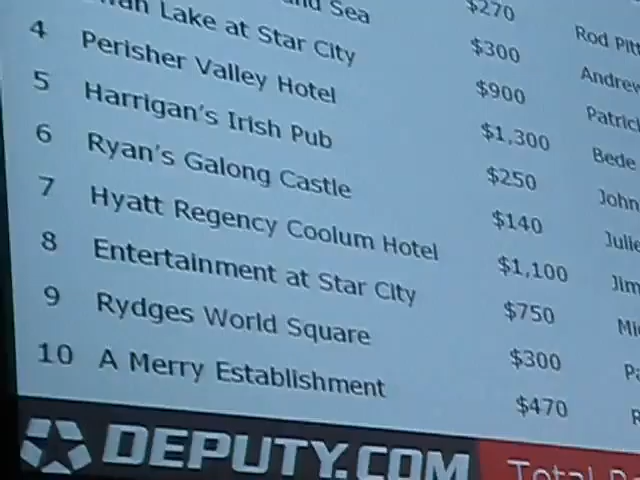 $270 Rod
Sea $300 Andrew
Lake at Star City $900
4 Perisher Valley Hotel $1,300 Bede
5 Harrigan's Irish Pub $250 John
6 Ryan's Galong Castle $140 Julie
7 Hyatt Regency Coolum Hotel $1,100 Jim
8 Entertainment at Star City $750
9 Rydges World Square $300
10 A Merry Establishment $470
DEPUTY.COM Total